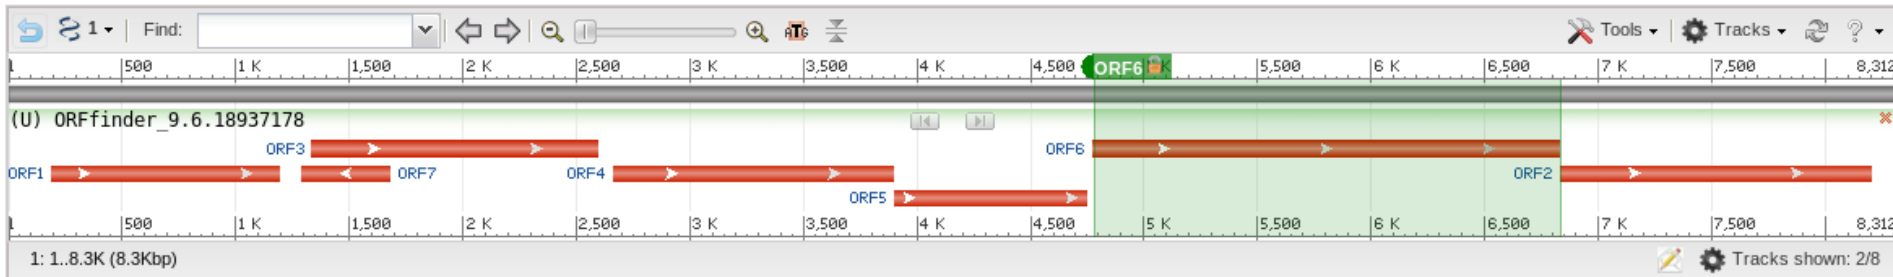 1 Find: Tools Tracks ?
1 500 1 K 1,500 2 K 2,500 3 K 3,500 4 K 4,500 ORF6 K 5,500 6 K 6,500 7 K 7,500 8,312
(U) ORFfinder_9.6.18937178
ORF3 ORF6
ORF1 ORF7 ORF4 ORF2
ORF5
1 500 1 K 1,500 2 K 2,500 3 K 3,500 4 K 4,500 5 K 5,500 6 K 6,500 7 K 7,500 8,312
1: 1..8.3K (8.3Kbp) Tracks shown: 2/8